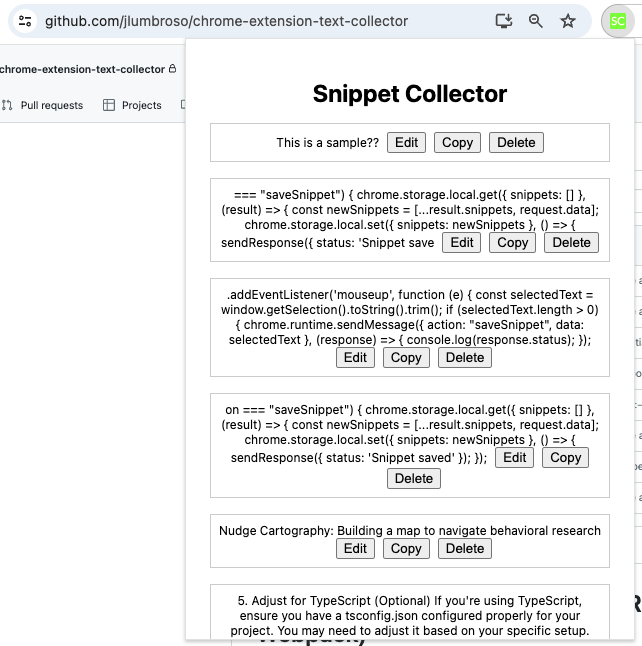 github.com/jlumbroso/chrome-extension-text-collector
SC
chrome-extension-text-collector
Pull requests
Projects
Snippet Collector
This is a sample?? Edit Copy Delete
=== "saveSnippet") { chrome.storage.local.get({ snippets: [] },
(result) => { const newSnippets = [...result.snippets, request.data];
chrome.storage.local.set({ snippets: newSnippets }, () => {
sendResponse({ status: 'Snippet save Edit Copy Delete
.addEventListener('mouseup', function (e) { const selectedText =
window.getSelection().toString().trim(); if (selectedText.length > 0)
{ chrome.runtime.sendMessage({ action: "saveSnippet", data:
selectedText }, (response) => { console.log(response.status); });
Edit Copy Delete
on === "saveSnippet") { chrome.storage.local.get({ snippets: [] },
(result) => { const newSnippets = [...result.snippets, request.data];
chrome.storage.local.set({ snippets: newSnippets }, () => {
sendResponse({ status: 'Snippet saved' }); }); Edit Copy
Delete
Nudge Cartography: Building a map to navigate behavioral research
Edit Copy Delete
5. Adjust for TypeScript (Optional) If you're using TypeScript,
ensure you have a tsconfig.json configured properly for your
project. You may need to adjust it based on your specific setup.